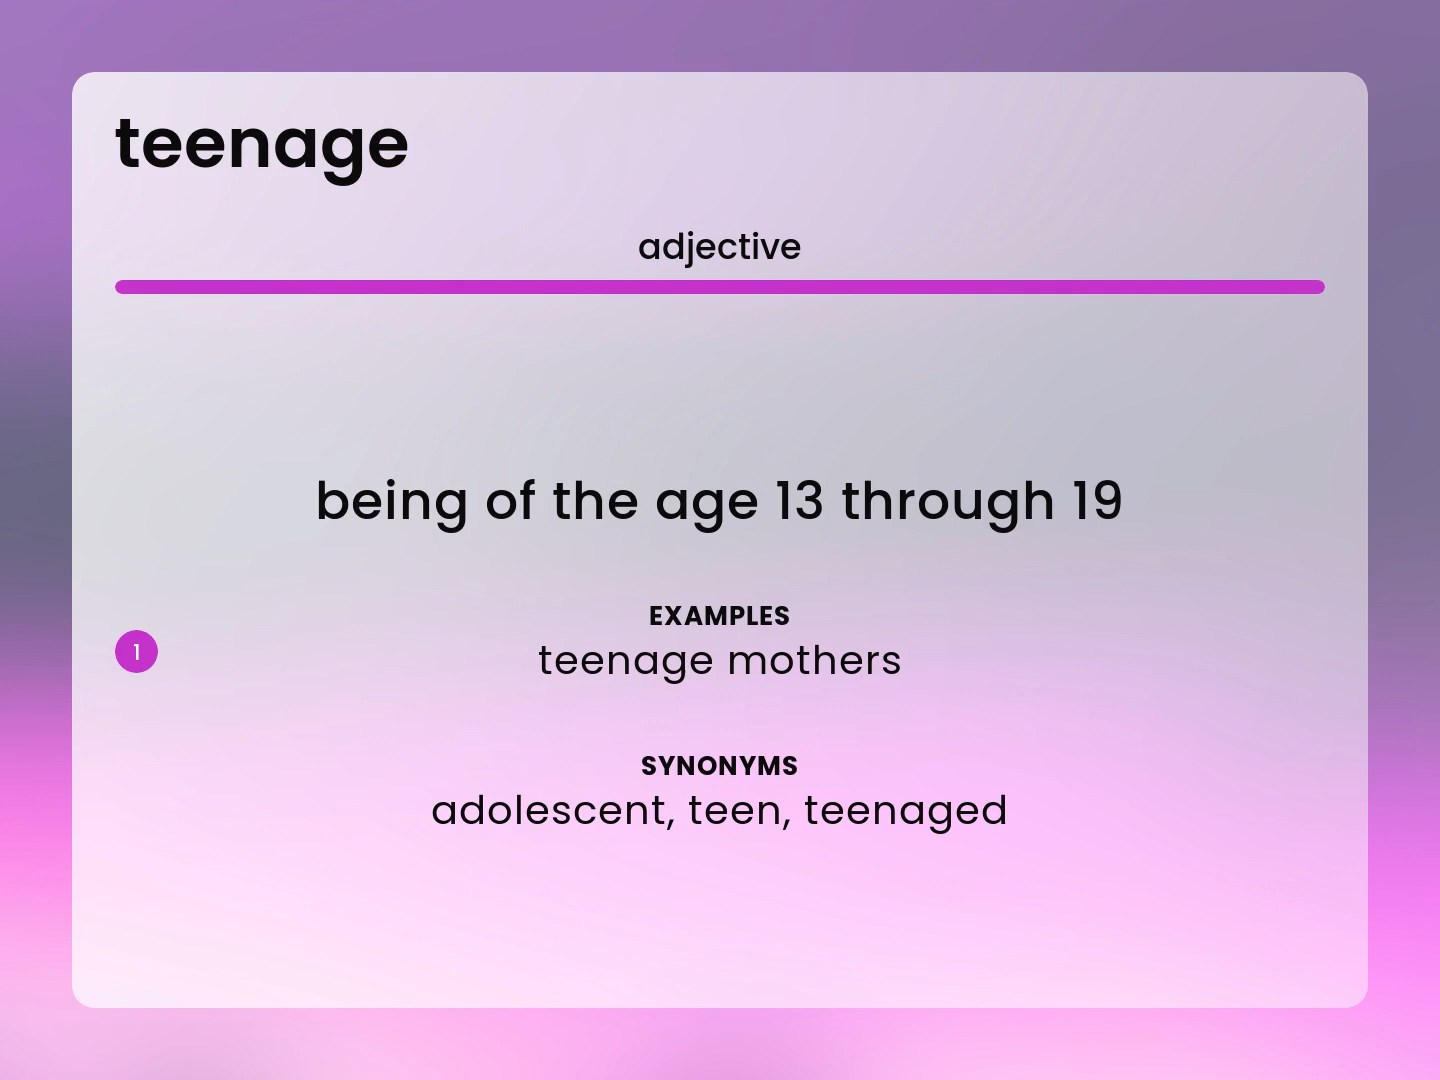 teenage
adjective
being of the age 13 through 19
EXAMPLES
1
teenage mothers
SYNONYMS
adolescent, teen, teenaged